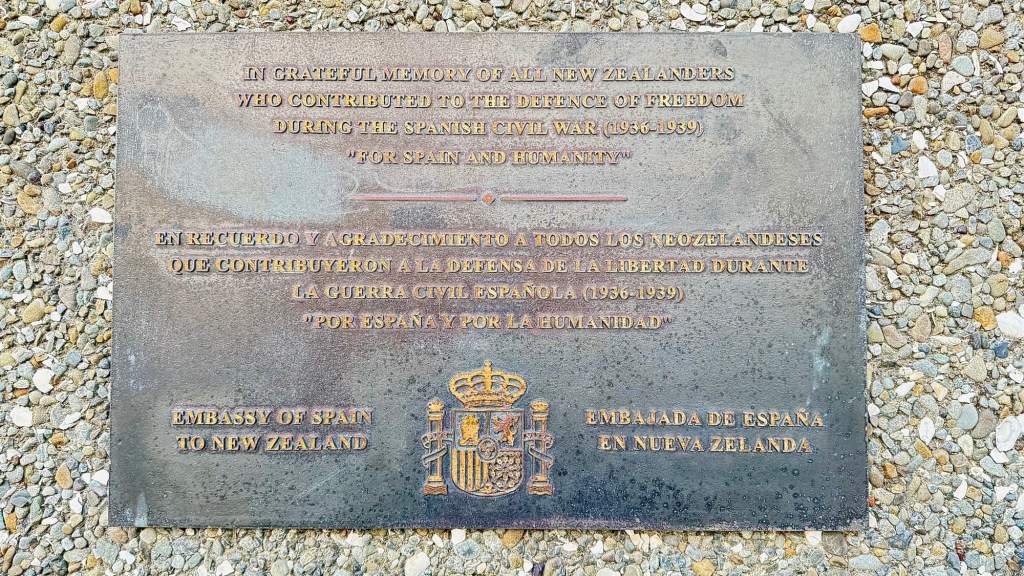 IN GRATEFUL MEMORY OF ALL NEW ZEALANDERS
WHO CONTRIBUTED TO THE DEFENCE OF FREEDOM
DURING THE SPANISH CIVIL WAR (1936-1939)
"FOR SPAIN AND HUMANITY"
EN RECUERDO Y AGRADECIMIENTO A TODOS LOS NEOZELANDESES
QUE CONTRIBUYERON A LA DEFENSA DE LA LIBERTAD DURANTE
LA GUERRA CIVIL ESPAÑOLA (1936-1939)
"POR ESPAÑA Y POR LA HUMANIDAD"
EMBASSY OF SPAIN
TO NEW ZEALAND
EMBAJADA DE ESPAÑA
EN NUEVA ZELANDA